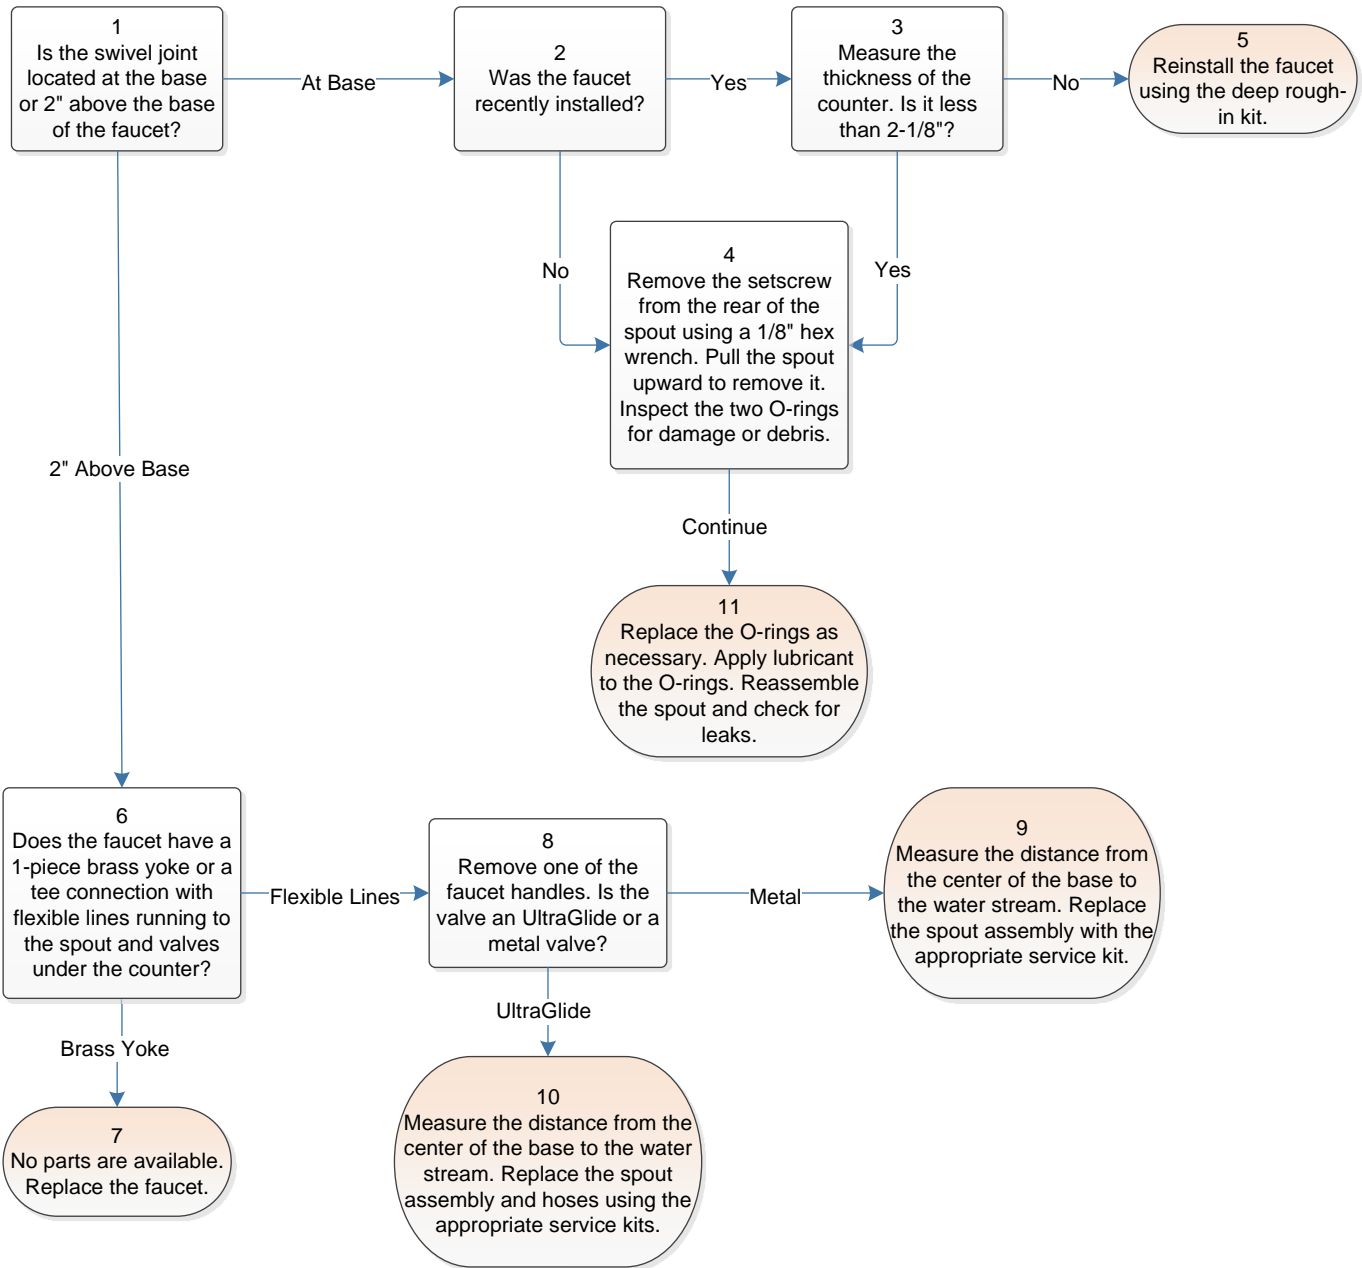 1
Is the swivel joint
located at the base
or 2" above the base
of the faucet?
At Base
2
Was the faucet
recently installed?
Yes
3
Measure the
thickness of the
counter. Is it less
than 2-1/8"?
No
5
Reinstall the faucet
using the deep rough-
in kit.
No
Yes
4
Remove the setscrew
from the rear of the
spout using a 1/8" hex
wrench. Pull the spout
upward to remove it.
Inspect the two O-rings
for damage or debris.
2" Above Base
Continue
11
Replace the O-rings as
necessary. Apply lubricant
to the O-rings. Reassemble
the spout and check for
leaks.
6
Does the faucet have a
1-piece brass yoke or a
tee connection with
flexible lines running to
the spout and valves
under the counter?
Flexible Lines
8
Remove one of the
faucet handles. Is the
valve an UltraGlide or a
metal valve?
Metal
9
Measure the distance from
the center of the base to
the water stream. Replace
the spout assembly with the
appropriate service kit.
Brass Yoke
UltraGlide
7
No parts are available.
Replace the faucet.
10
Measure the distance from the
center of the base to the water
stream. Replace the spout
assembly and hoses using the
appropriate service kits.